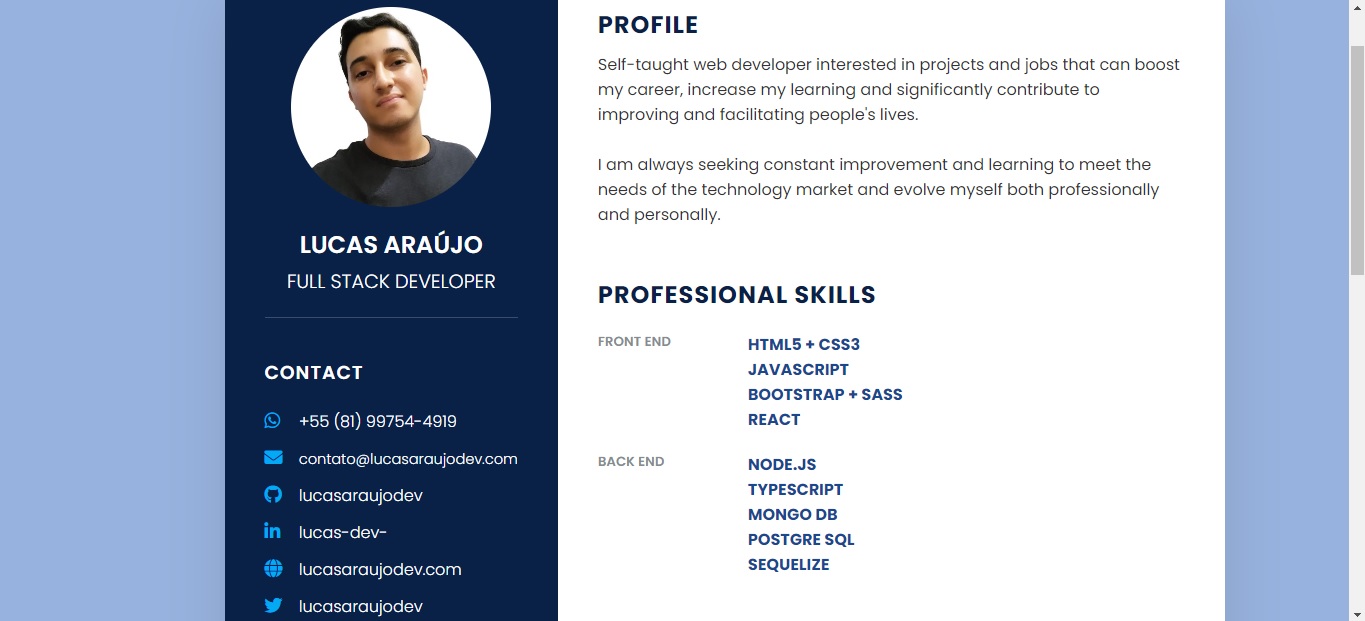 LUCAS ARAÚJO
FULL STACK DEVELOPER
CONTACT
+55 (81) 99754-4919
contato@lucasaraujodev.com
lucasaraujodev
lucas-dev-
lucasaraujodev.com
lucasaraujodev
PROFILE
Self-taught web developer interested in projects and jobs that can boost
my career, increase my learning and significantly contribute to
improving and facilitating people's lives.
I am always seeking constant improvement and learning to meet the
needs of the technology market and evolve myself both professionally
and personally.
PROFESSIONAL SKILLS
FRONT END
HTML5 + CSS3
JAVASCRIPT
BOOTSTRAP + SASS
REACT
BACK END
NODE.JS
TYPESCRIPT
MONGO DB
POSTGRE SQL
SEQUELIZE